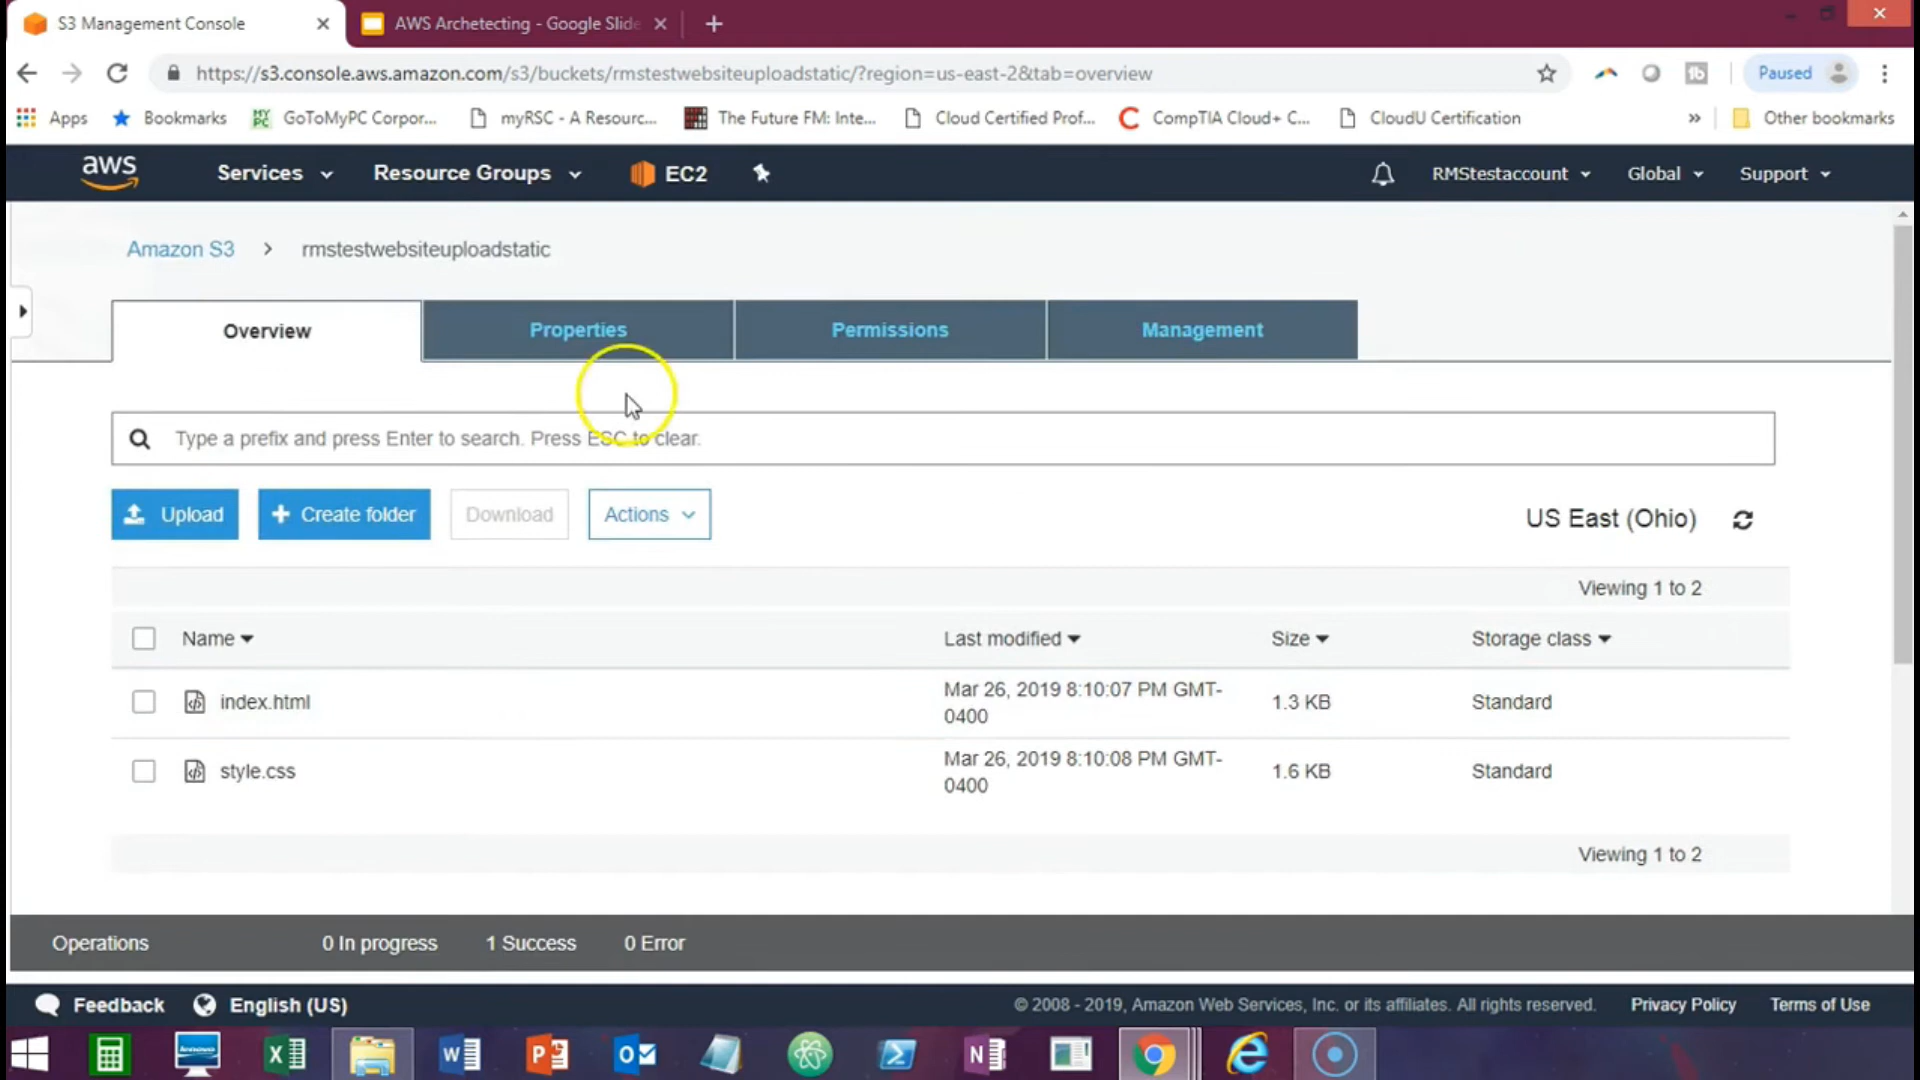 S3 Management Console
AWS Archetecting - Google Slide
https://s3.console.aws.amazon.com/s3/buckets/rmstestwebsiteuploadstatic/?region=us-east-2&tab=overview
Paused
Apps
Bookmarks
GoToMyPC Corpor...
myRSC - A Resourc...
The Future FM: Inte...
Cloud Certified Prof...
CompTIA Cloud+ C...
CloudU Certification
»
Other bookmarks
aws
Services
Resource Groups
EC2
RMStestaccount
Global
Support
Amazon S3
rmstestwebsiteuploadstatic
Overview
Properties
Permissions
Management
Type a prefix and press Enter to search. Press ESC to clear.
Upload
Create folder
Download
Actions
US East (Ohio)
Viewing 1 to 2
Name
Last modified
Size
Storage class
index.html
Mar 26, 2019 8:10:07 PM GMT-
0400
1.3 KB
Standard
style.css
Mar 26, 2019 8:10:08 PM GMT-
0400
1.6 KB
Standard
Viewing 1 to 2
Operations
0 In progress
1 Success
0 Error
Feedback
English (US)
© 2008 - 2019, Amazon Web Services, Inc. or its affiliates. All rights reserved.
Privacy Policy
Terms of Use